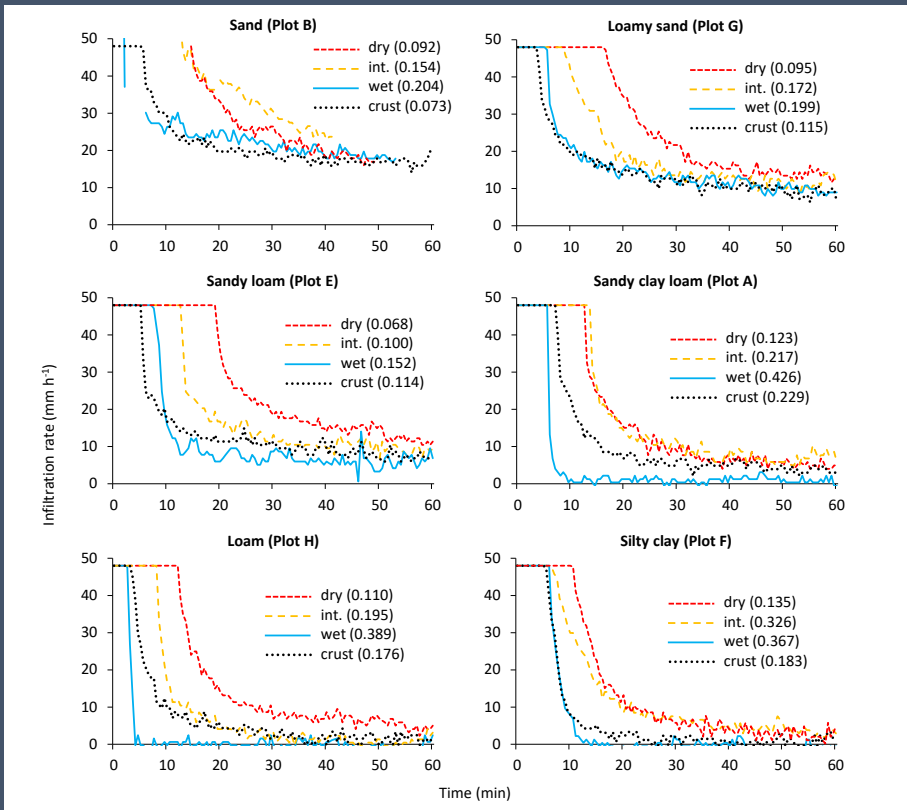 Sand (Plot B)
50
40
30
20
10
0
0 10 20 30 40 50 60
dry (0.092)
int. (0.154)
wet (0.204)
crust (0.073)
Loamy sand (Plot G)
50
40
30
20
10
0
0 10 20 30 40 50 60
dry (0.095)
int. (0.172)
wet (0.199)
crust (0.115)
Infiltration rate (mm h-1)
Sandy loam (Plot E)
50
40
30
20
10
0
0 10 20 30 40 50 60
dry (0.068)
int. (0.100)
wet (0.152)
crust (0.114)
Sandy clay loam (Plot A)
50
40
30
20
10
0
0 10 20 30 40 50 60
dry (0.123)
int. (0.217)
wet (0.426)
crust (0.229)
Loam (Plot H)
50
40
30
20
10
0
0 10 20 30 40 50 60
dry (0.110)
int. (0.195)
wet (0.389)
crust (0.176)
Silty clay (Plot F)
50
40
30
20
10
0
0 10 20 30 40 50 60
dry (0.135)
int. (0.326)
wet (0.367)
crust (0.183)
Time (min)